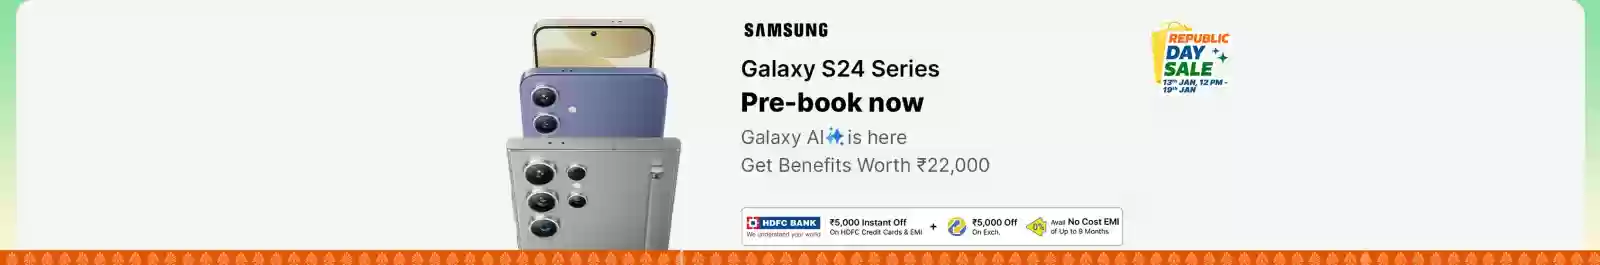 SAMSUNG
Galaxy S24 Series
Pre-book now
Galaxy AI is here
Get Benefits Worth ₹22,000
HDFC BANK
We understand your world
₹5,000 Instant Off
On HDFC Credit Cards & EMI
+
₹5,000 Off
On Exch.
0%
Avail No Cost EMI
of Up to 9 Months
REPUBLIC
DAY
SALE
13th JAN, 12 PM -
19th JAN